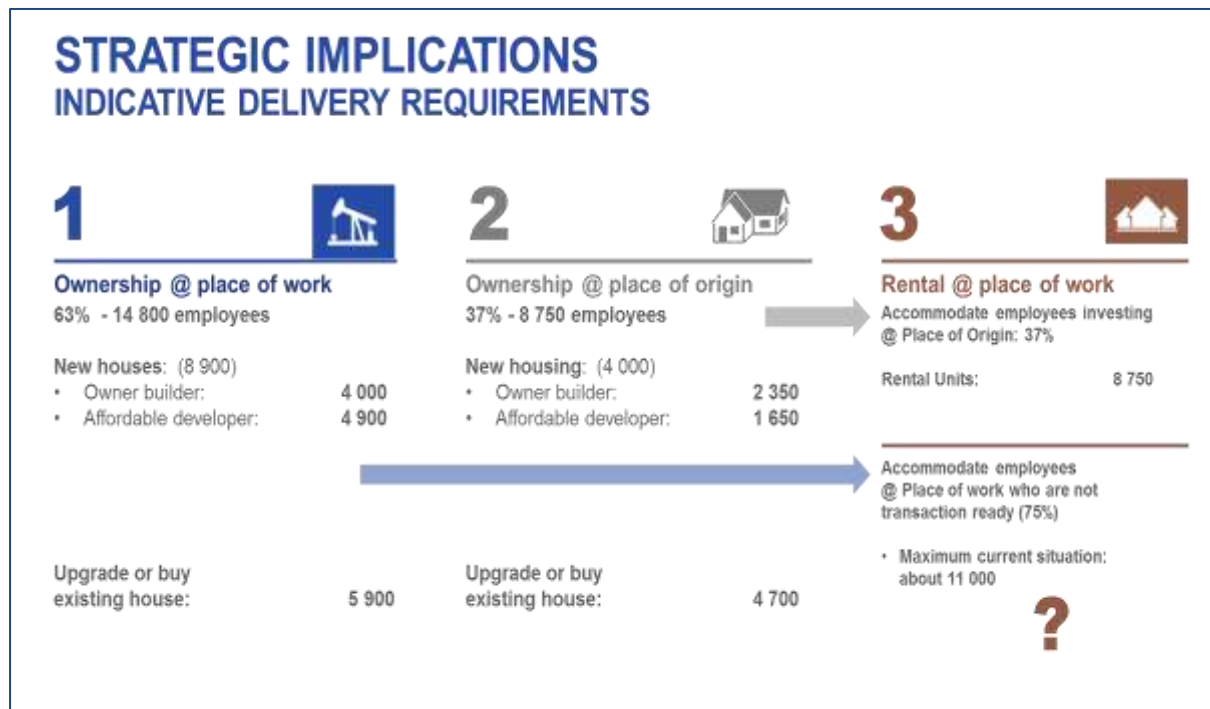 STRATEGIC IMPLICATIONS
INDICATIVE DELIVERY REQUIREMENTS
1
Ownership @ place of work
63% - 14 800 employees
New houses: (8 900)
• Owner builder: 4 000
• Affordable developer: 4 900
Upgrade or buy
existing house: 5 900
2
Ownership @ place of origin
37% - 8 750 employees
New housing: (4 000)
• Owner builder: 2 350
• Affordable developer: 1 650
Upgrade or buy
existing house: 4 700
3
Rental @ place of work
Accommodate employees investing
@ Place of Origin: 37%
Rental Units: 8 750
Accommodate employees
@ Place of work who are not
transaction ready (75%)
• Maximum current situation:
about 11 000
?